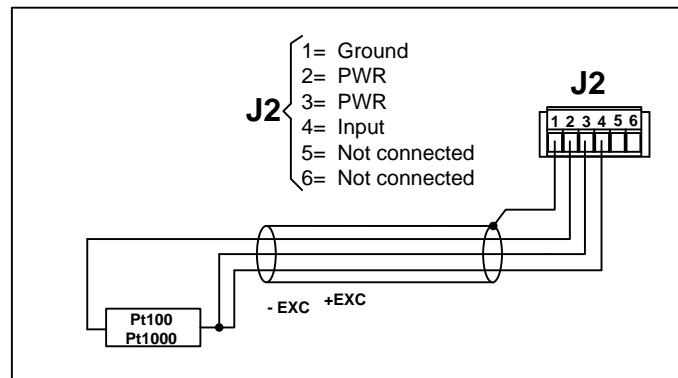 1= Ground
2= PWR
3= PWR
4= Input
5= Not connected
6= Not connected
J2
J2
1 2 3 4 5 6
- EXC +EXC
Pt100
Pt1000